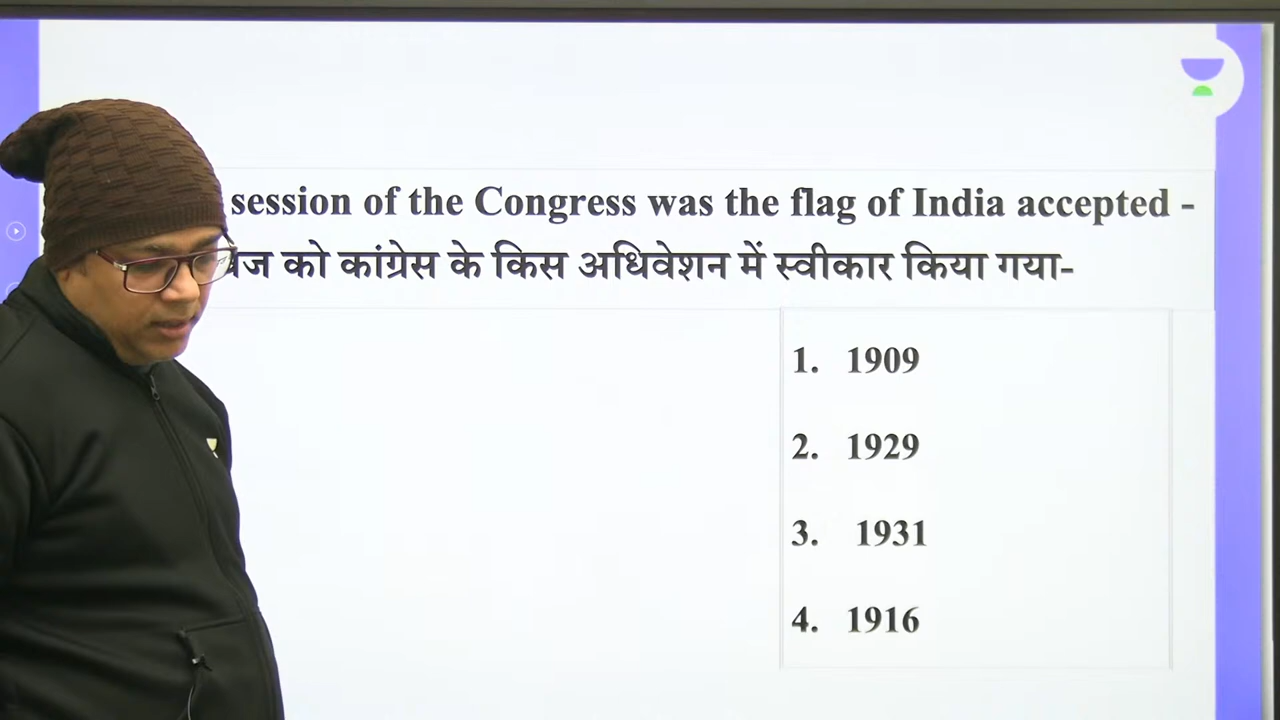 session of the Congress was the flag of India accepted -
को कांग्रेस के किस अधिवेशन में स्वीकार किया गया-
1. 1909
2. 1929
3. 1931
4. 1916